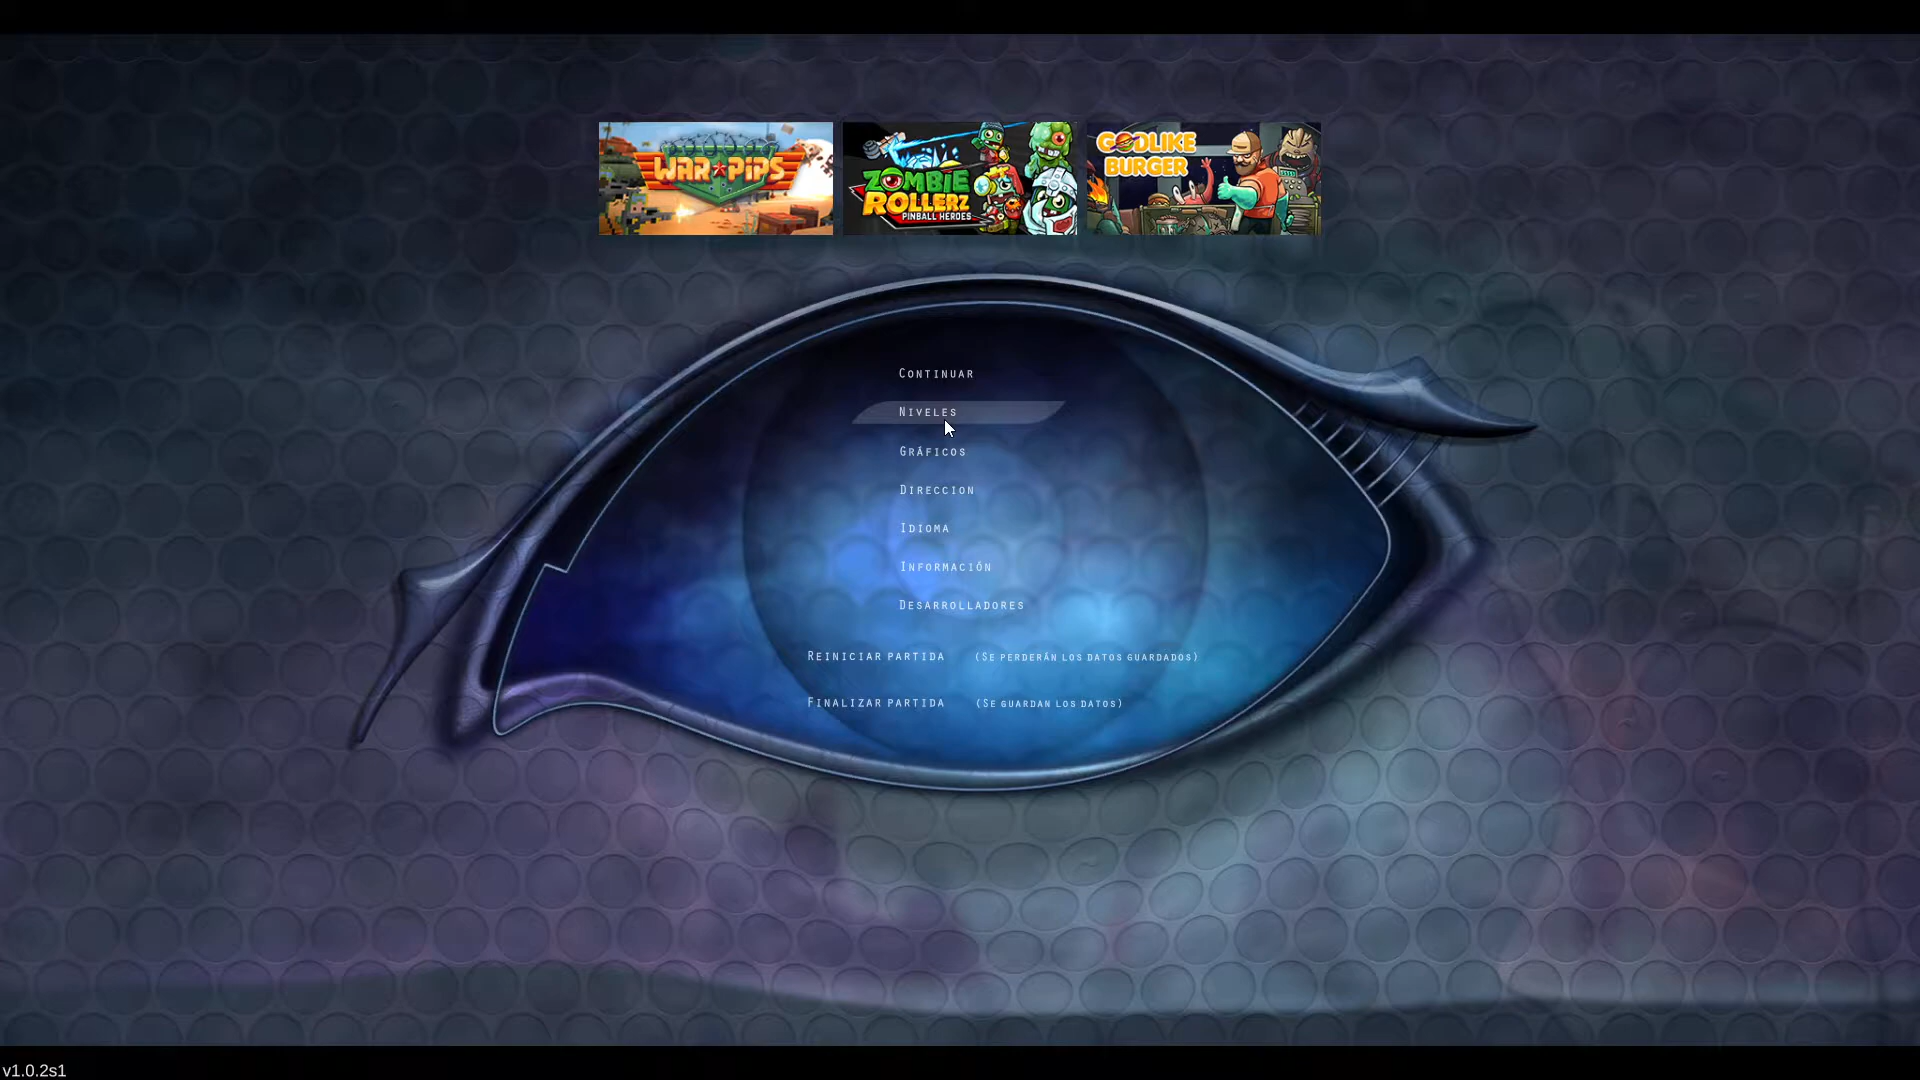 WAR PIPS
ZOMBIE
ROLLERZ
PINBALL HEROES
GODLIKE
BURGER
CONTINUAR
NIVELES
GRÁFICOS
DIRECCION
IDIOMA
INFORMACIÓN
DESARROLLADORES
REINICIAR PARTIDA (SE PERDERÁN LOS DATOS GUARDADOS)
FINALIZAR PARTIDA (SE GUARDAN LOS DATOS)
v1.0.2s1